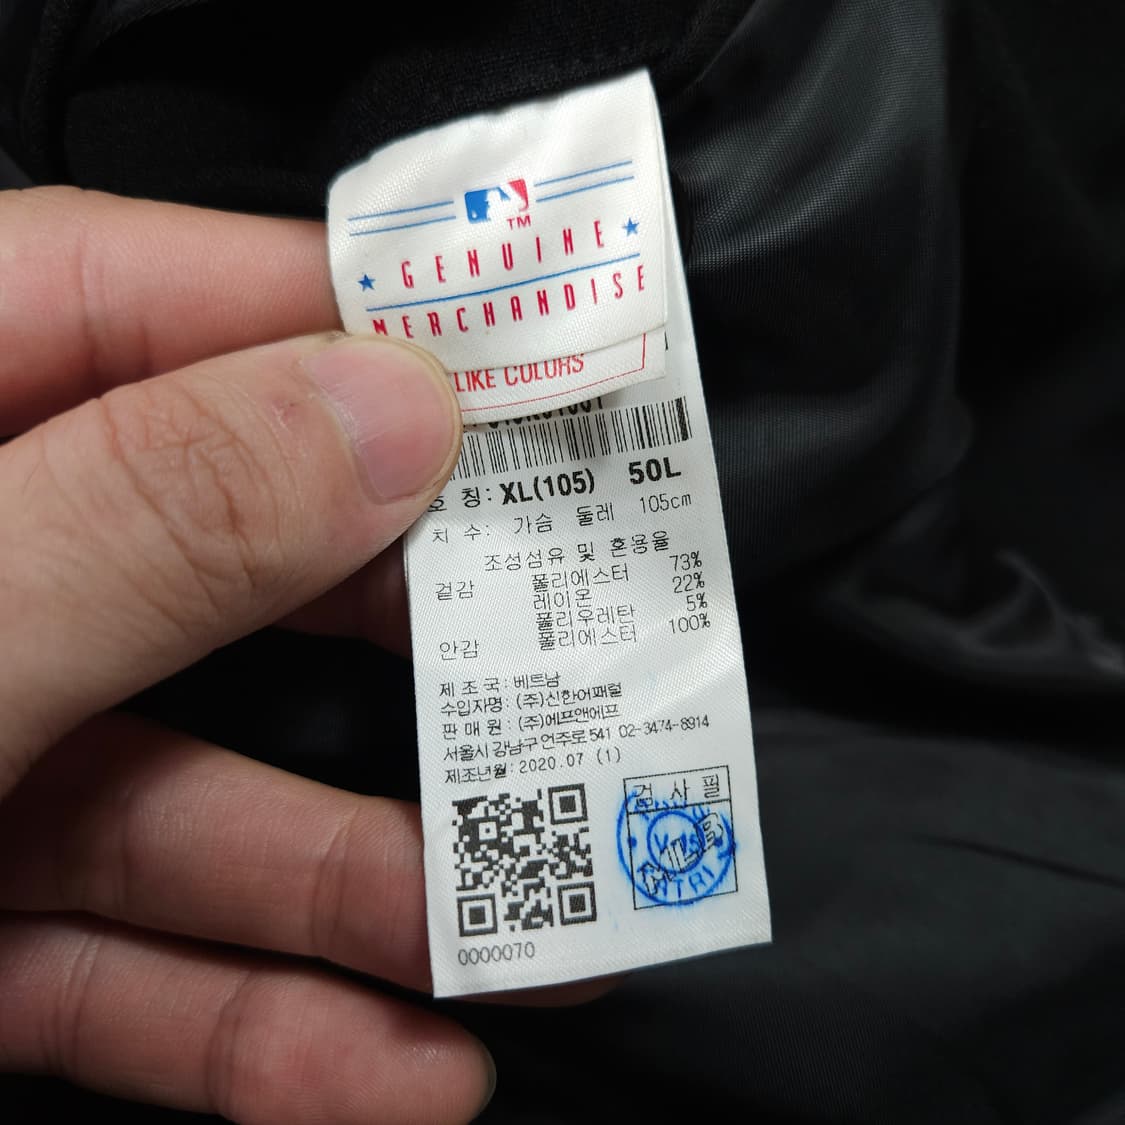 TM
GENUINE
MERCHANDISE
LIKE COLORS
호 칭: XL(105) 50L
치 수: 가슴 둘레 105cm
조성섬유 및 혼용율
겉감 폴리에스터 73%
레이온 22%
폴리우레탄 5%
안감 폴리에스터 100%
제 조 국: 베트남
수입자명: (주)신한어패럴
판 매 원: (주)에프앤에프
서울시 강남구 언주로 541 02-3474-8914
제조년월: 2020.07 (1)
검 사 필
0000070